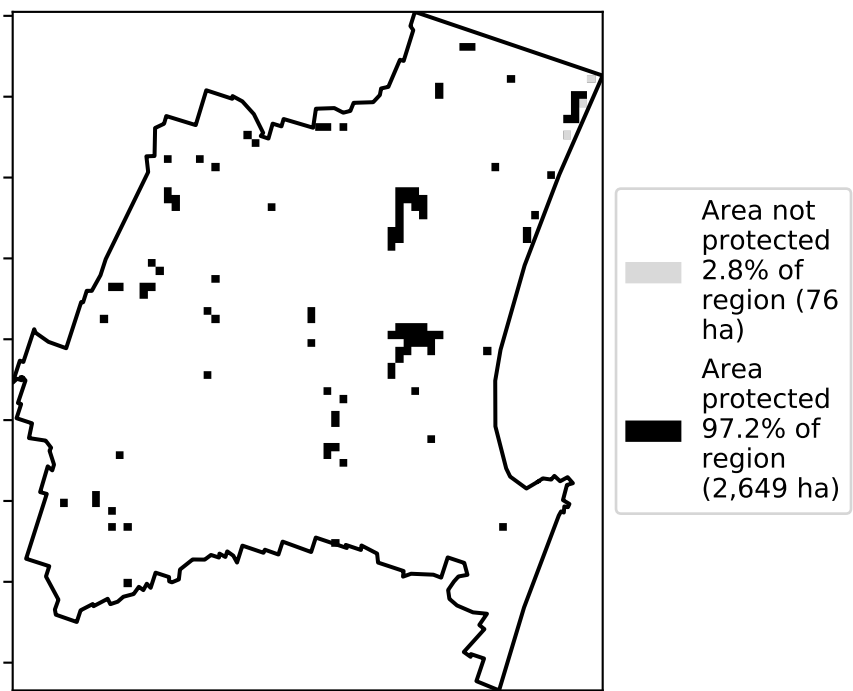 Area not
protected
2.8% of
region (76
ha)
Area
protected
97.2% of
region
(2,649 ha)